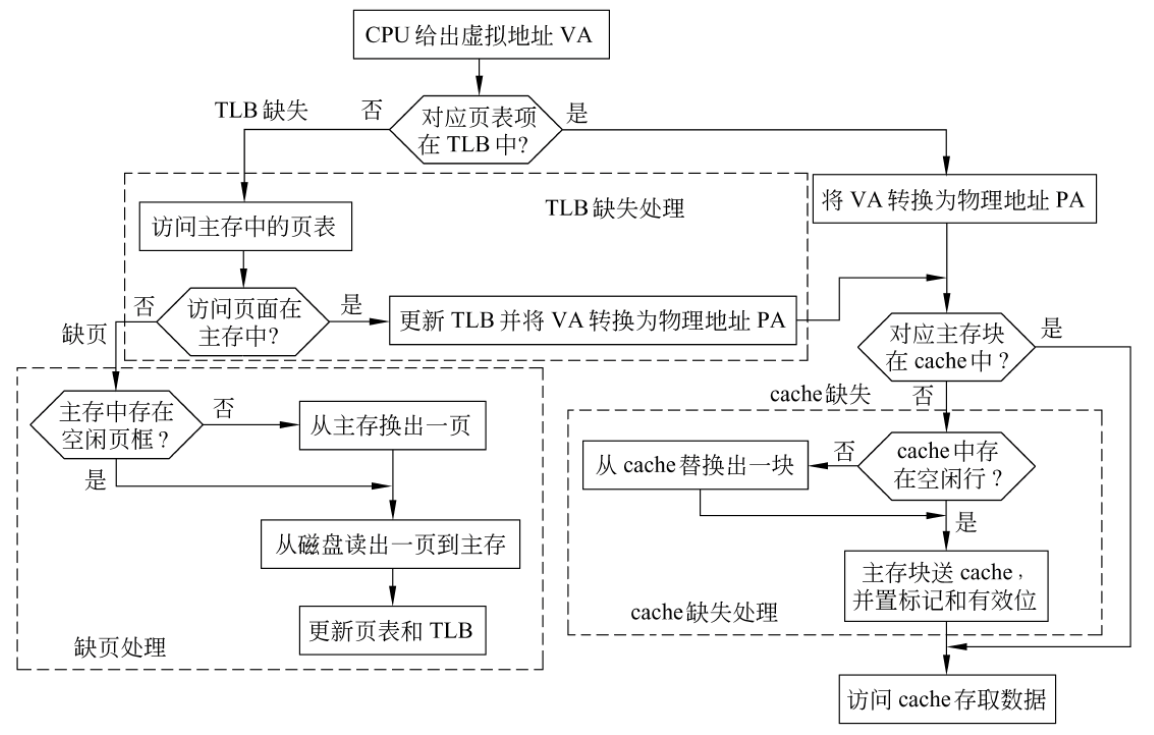 CPU 给出虚拟地址 VA
TLB 缺失
否
对应页表项
在 TLB 中?
是
访问主存中的页表
TLB 缺失处理
将 VA 转换为物理地址 PA
否
缺页
访问页面在
主存中?
是
更新 TLB 并将 VA 转换为物理地址 PA
对应主存块
在 cache 中?
是
cache 缺失
否
主存中存在
空闲页框?
否
是
从主存换出一页
从 cache 替换出一块
否
cache 中存
在空闲行?
是
从磁盘读出一页到主存
主存块送 cache,
并置标记和有效位
更新页表和 TLB
缺页处理
cache 缺失处理
访问 cache 存取数据